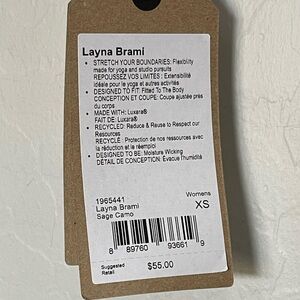 Layna Brami
• STRETCH YOUR BOUNDARIES: Flexibility
made for yoga and studio pursuits
REPOUSSEZ VOS LIMITES : Extensibilité
idéale pour le yoga et autres activités
• DESIGNED TO FIT: Fitted To The Body
CONCEPTION ET COUPE: Coupe ajustée près
du corps
• MADE WITH: Luxara®
FAIT DE: Luxara®
• RECYCLED: Reduce & Reuse to Respect our
Resources
RECYCLÉ : Protection de nos ressources avec
la réduction et le réemploi
• DESIGNED TO BE: Moisture Wicking
DÉTAIL DE CONCEPTION: Évacue l'humidité
1965441
Layna Brami
Sage Camo
Womens
XS
8 89760 93661 9
Suggested
Retail
$55.00